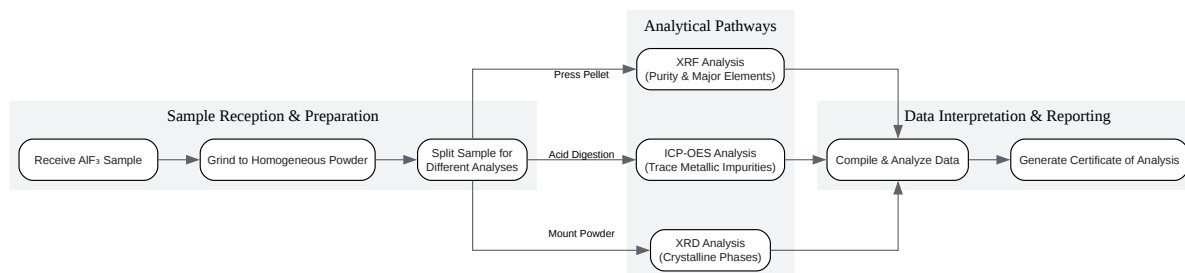 Analytical Pathways
XRF Analysis
(Purity & Major Elements)
Press Pellet
Sample Reception & Preparation
Data Interpretation & Reporting
Receive AlF₃ Sample
Grind to Homogeneous Powder
Split Sample for
Different Analyses
Acid Digestion
ICP-OES Analysis
(Trace Metallic Impurities)
Compile & Analyze Data
Generate Certificate of Analysis
Mount Powder
XRD Analysis
(Crystalline Phases)